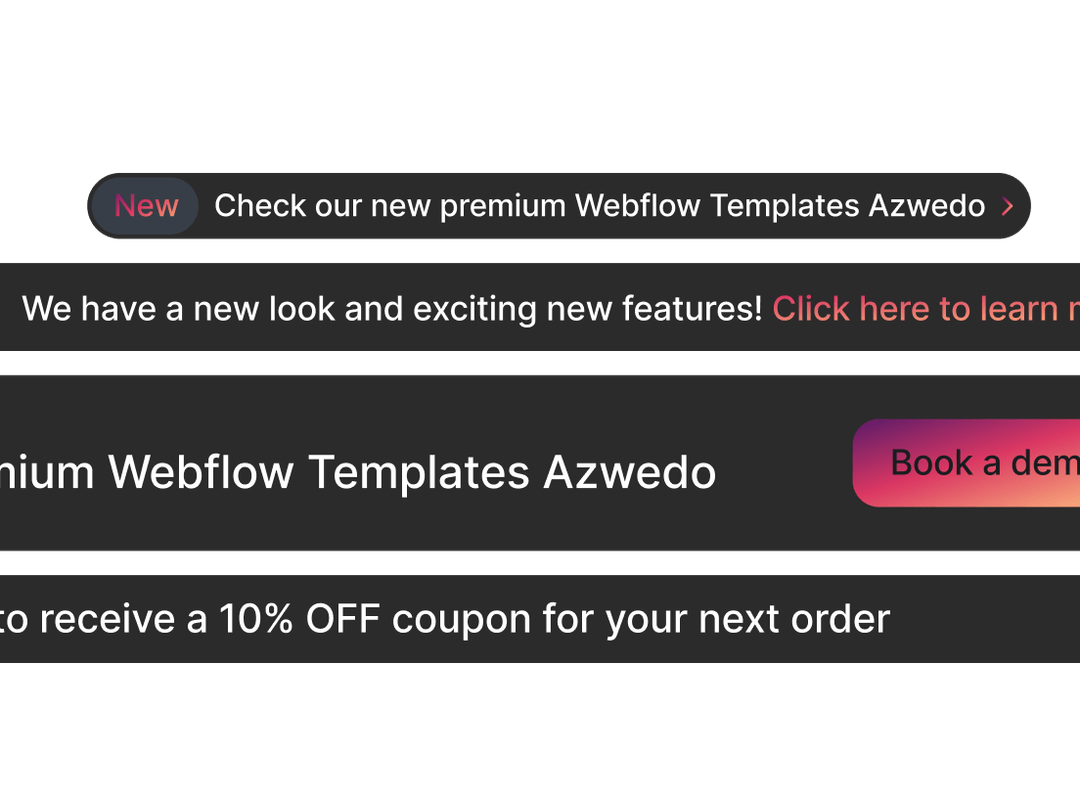 New Check our new premium Webflow Templates Azwedo
We have a new look and exciting new features! Click here to learn
Webflow Templates Azwedo
Book a
to receive a 10% OFF coupon for your next order